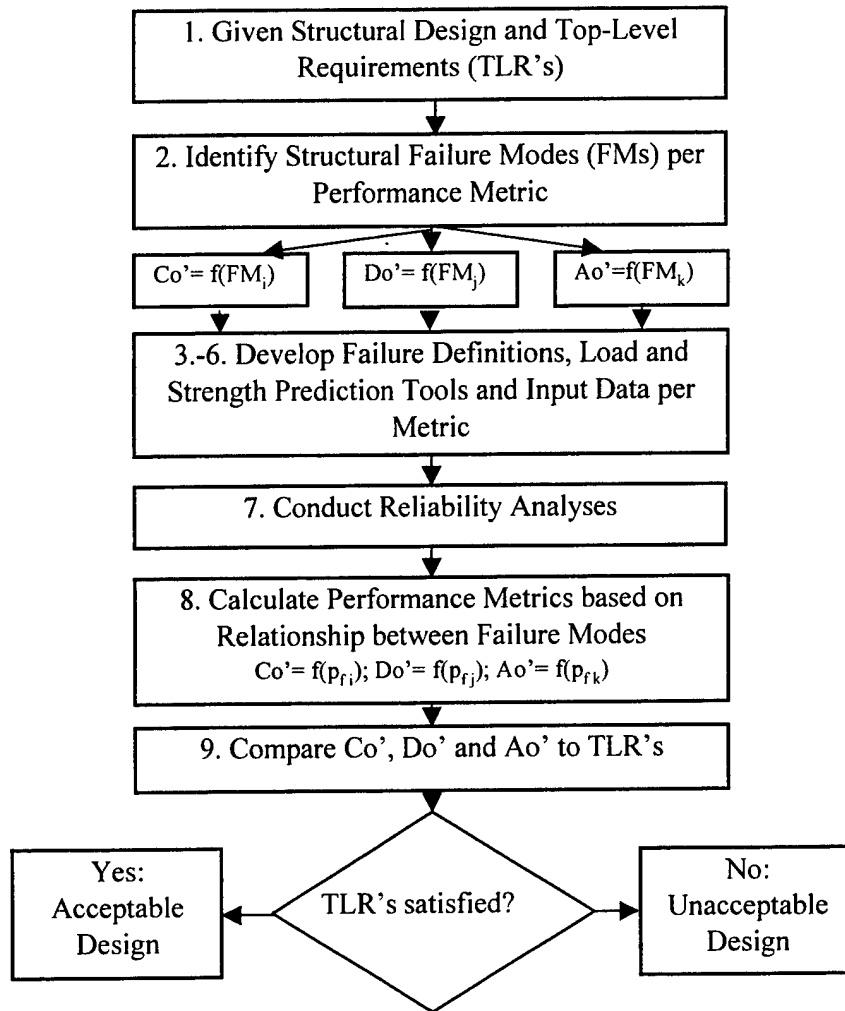 1. Given Structural Design and Top-Level
Requirements (TLR's)
2. Identify Structural Failure Modes (FMs) per
Performance Metric
Co'= f(FMᵢ)
Do'= f(FMⱼ)
Ao'=f(FMₖ)
3.-6. Develop Failure Definitions, Load and
Strength Prediction Tools and Input Data per
Metric
7. Conduct Reliability Analyses
8. Calculate Performance Metrics based on
Relationship between Failure Modes
Co'= f(p_f i); Do'= f(p_f j); Ao'= f(p_f k)
9. Compare Co', Do' and Ao' to TLR's
TLR's satisfied?
Yes:
Acceptable
Design
No:
Unacceptable
Design